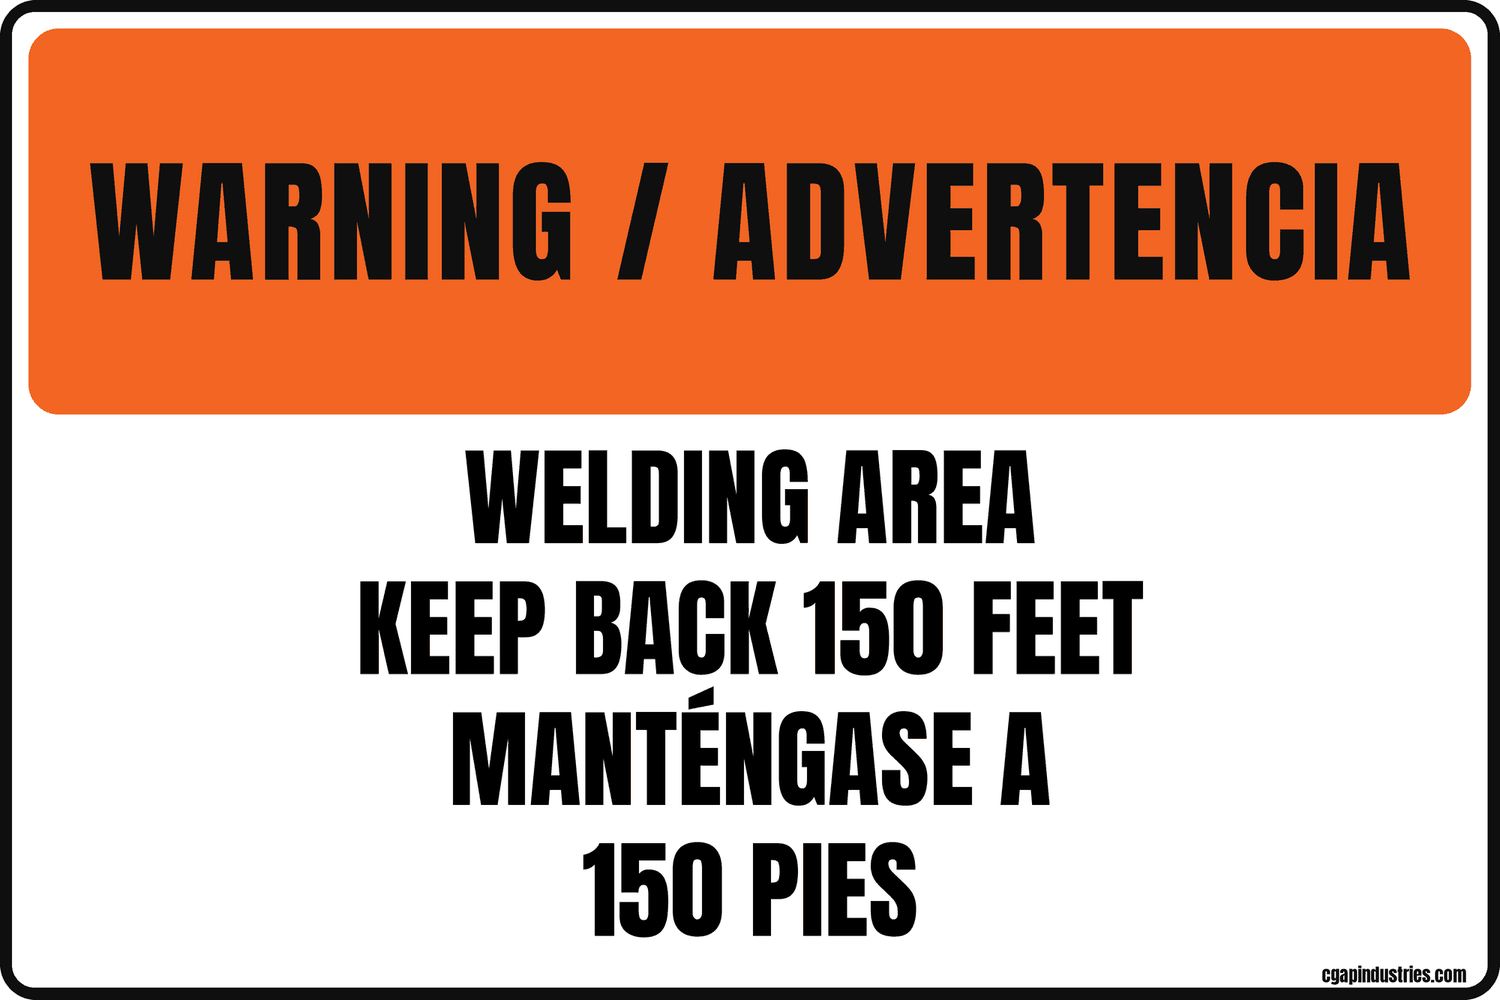 WARNING / ADVERTENCIA
WELDING AREA
KEEP BACK 150 FEET
MANTÉNGASE A
150 PIES
cgapindustries.com